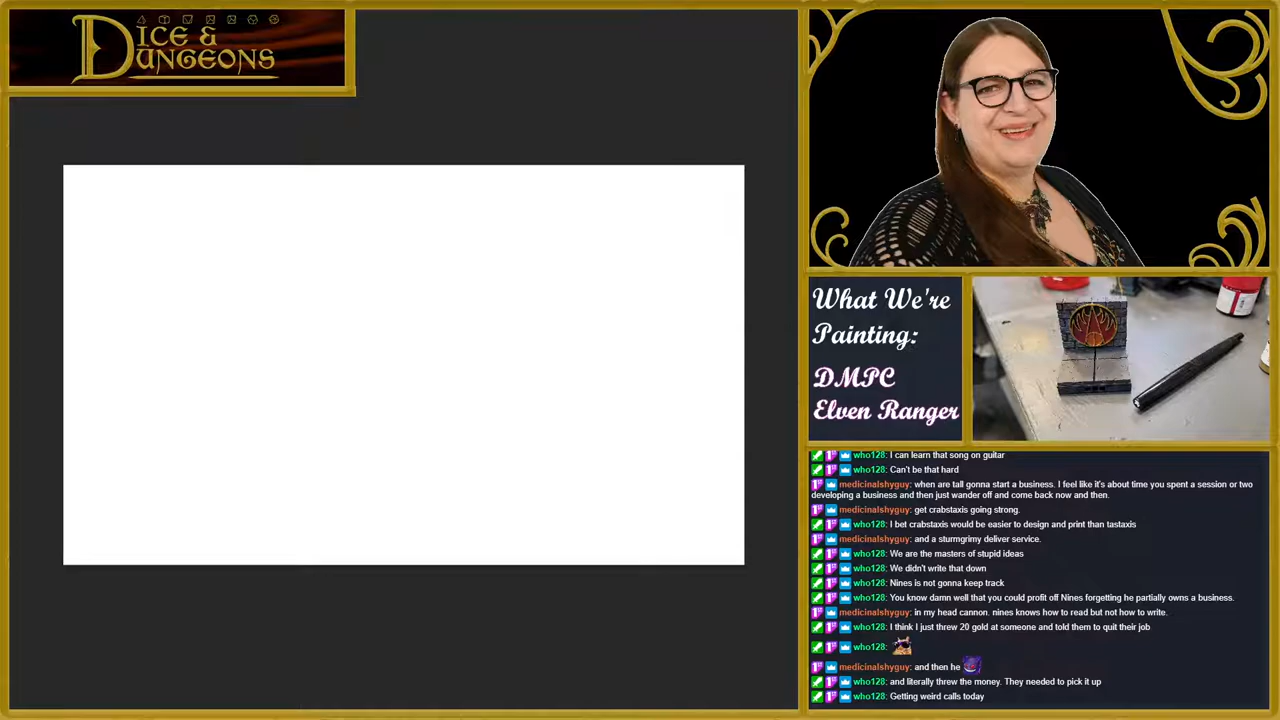 DICE &
DUNGEONS
What We're
Painting:
DMPC
Elven Ranger
who128: I can learn that song on guitar
who128: Can't be that hard
medicinalshyguy: when are tall gonna start a business. I feel like it's about time you spent a session or two
developing a business and then just wander off and come back now and then.
medicinalshyguy: get crabstaxis going strong.
who128: I bet crabstaxis would be easier to design and print than tastaxis
medicinalshyguy: and a sturmgrimy deliver service.
who128: We are the masters of stupid ideas
who128: We didn't write that down
who128: Nines is not gonna keep track
who128: You know damn well that you could profit off Nines forgetting he partially owns a business.
medicinalshyguy: in my head cannon. nines knows how to read but not how to write.
who128: I think I just threw 20 gold at someone and told them to quit their job
who128:
medicinalshyguy: and then he
who128: and literally threw the money. They needed to pick it up
who128: Getting weird calls today